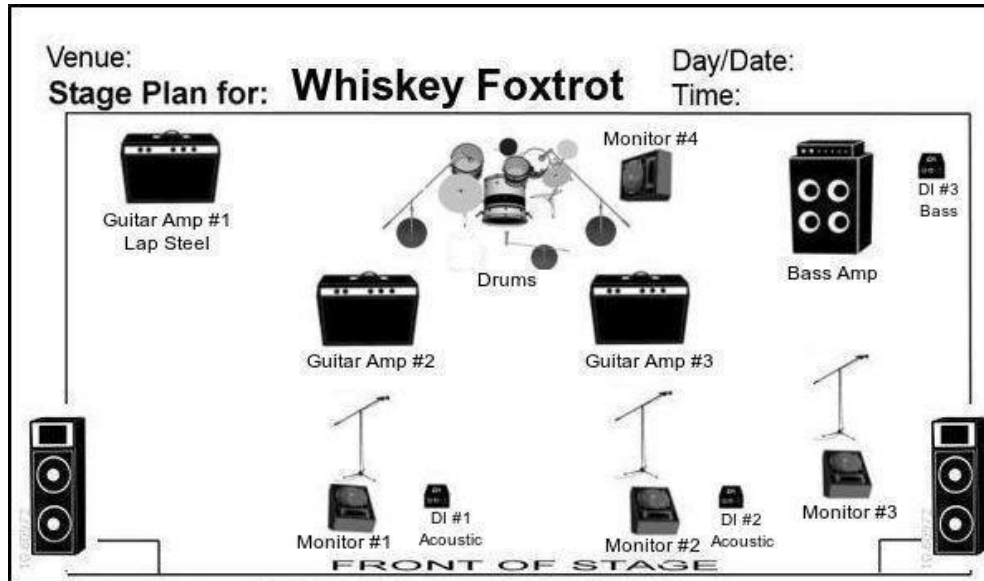 Venue:
Stage Plan for: Whiskey Foxtrot
Day/Date:
Time:
Monitor #4
Guitar Amp #1
Lap Steel
Drums
Bass Amp
DI #3
Bass
Guitar Amp #2
Guitar Amp #3
Monitor #1
DI #1
Acoustic
Monitor #2
DI #2
Acoustic
Monitor #3
FRONT OF STAGE